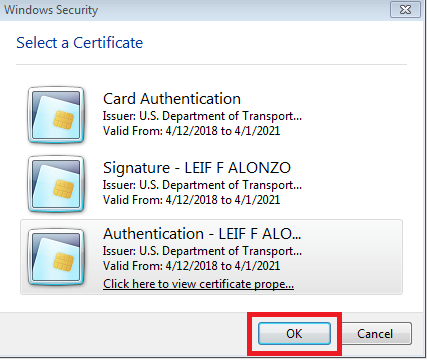 Windows Security
Select a Certificate
Card Authentication
Issuer: U.S. Department of Transport...
Valid From: 4/12/2018 to 4/1/2021
Signature - LEIF F ALONZO
Issuer: U.S. Department of Transport...
Valid From: 4/12/2018 to 4/1/2021
Authentication - LEIF F ALO...
Issuer: U.S. Department of Transport...
Valid From: 4/12/2018 to 4/1/2021
Click here to view certificate prope...
OK Cancel